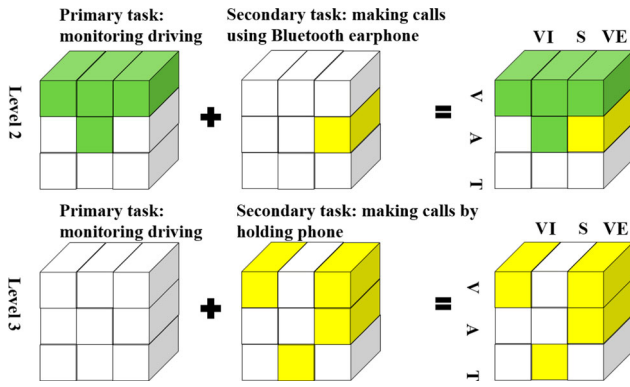 Primary task:
monitoring driving
Secondary task: making calls
using Bluetooth earphone
VI S VE
Level 2
+
=
V
A
T
Primary task:
monitoring driving
Secondary task: making calls by
holding phone
VI S VE
Level 3
+
=
V
A
T